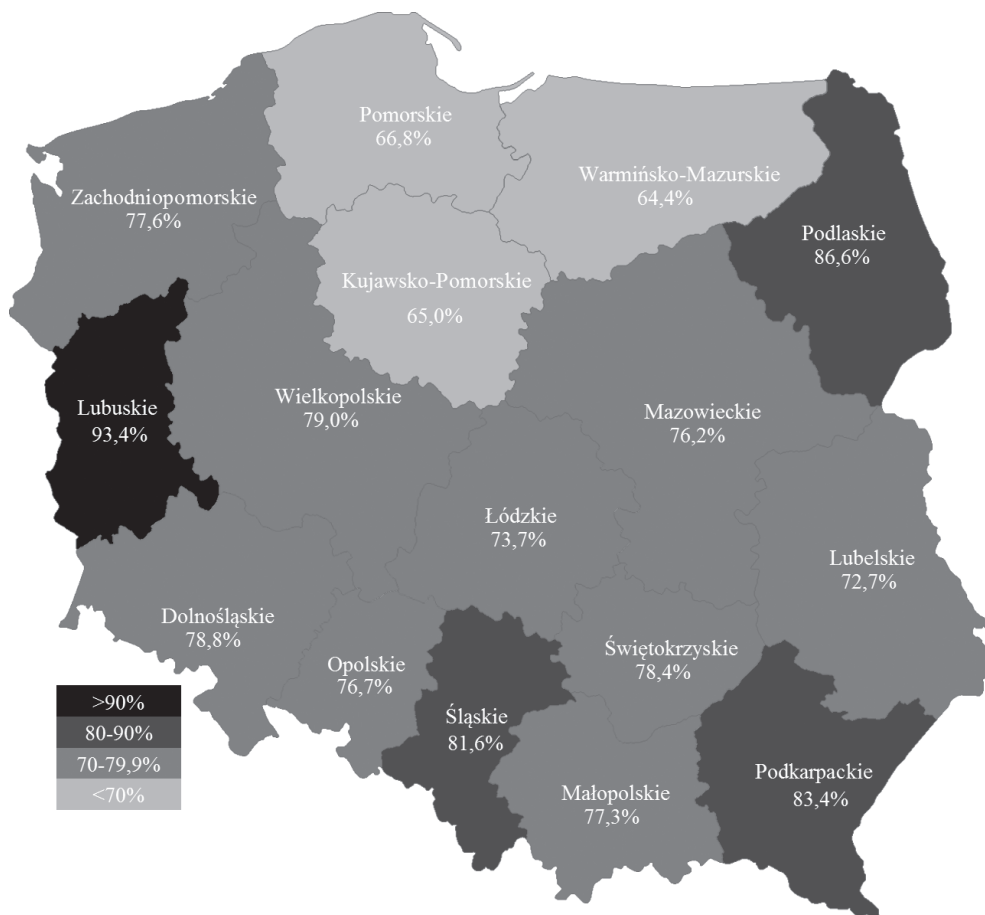 Pomorskie
66,8%
Warmińsko-Mazurskie
64,4%
Zachodniopomorskie
77,6%
Podlaskie
86,6%
Kujawsko-Pomorskie
65,0%
Lubuskie
93,4%
Wielkopolskie
79,0%
Mazowieckie
76,2%
Łódzkie
73,7%
Lubelskie
72,7%
Dolnośląskie
78,8%
Opolskie
76,7%
Świętokrzyskie
78,4%
Śląskie
81,6%
Małopolskie
77,3%
Podkarpackie
83,4%
>90%
80-90%
70-79,9%
<70%